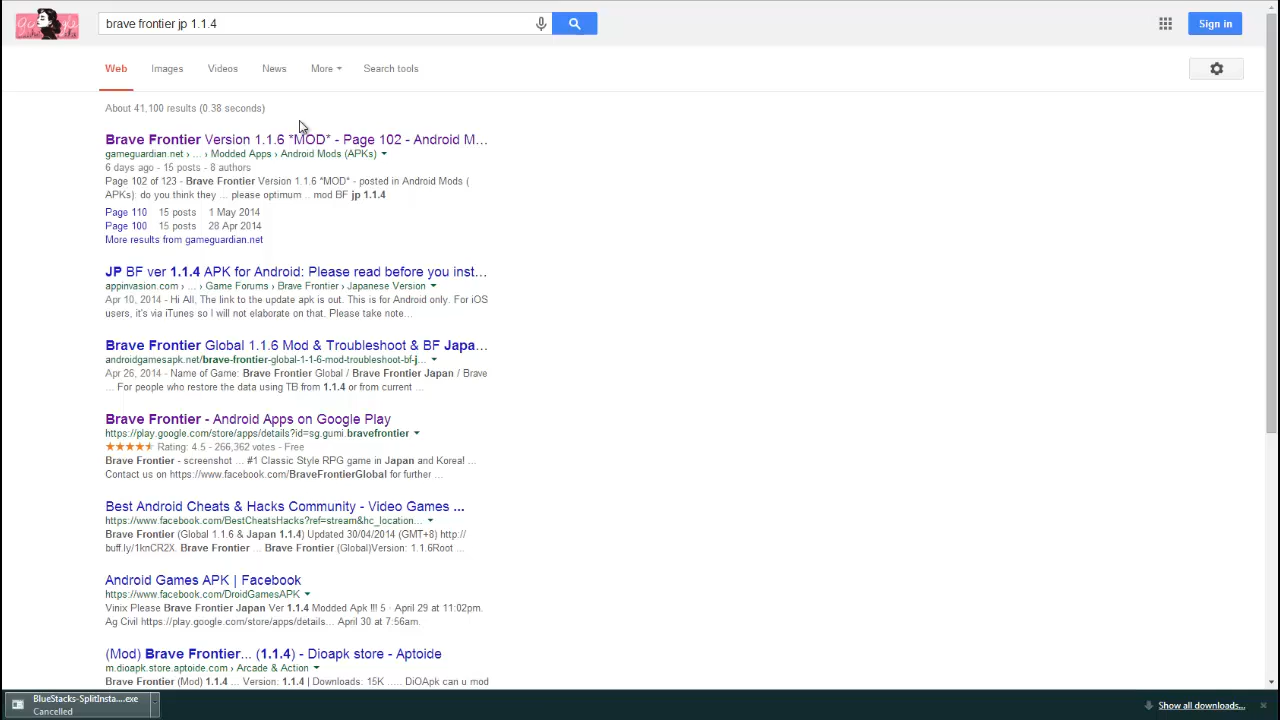 brave frontier jp 1.1.4
Sign in
Web Images Videos News More Search tools
About 41,100 results (0.38 seconds)
Brave Frontier Version 1.1.6 *MOD* - Page 102 - Android M...
gameguardian.net › ... › Modded Apps › Android Mods (APKs)
6 days ago - 15 posts - 8 authors
Page 102 of 123 - Brave Frontier Version 1.1.6 *MOD* - posted in Android Mods (
APKs): do you think they ... please optimum .. mod BF jp 1.1.4
Page 110 15 posts 1 May 2014
Page 100 15 posts 28 Apr 2014
More results from gameguardian.net
JP BF ver 1.1.4 APK for Android: Please read before you inst...
appinvasion.com › ... › Game Forums › Brave Frontier › Japanese Version
Apr 10, 2014 - Hi All, The link to the update apk is out. This is for Android only. For iOS
users, it's via iTunes so I will not elaborate on that. Please take note...
Brave Frontier Global 1.1.6 Mod & Troubleshoot & BF Japa...
androidgamesapk.net/brave-frontier-global-1-1-6-mod-troubleshoot-bf-j...
Apr 26, 2014 - Name of Game: Brave Frontier Global / Brave Frontier Japan / Brave
... For people who restore the data using TB from 1.1.4 or from current ...
Brave Frontier - Android Apps on Google Play
https://play.google.com/store/apps/details?id=sg.gumi.bravefrontier
Rating: 4.5 - 266,362 votes - Free
Brave Frontier - screenshot ... #1 Classic Style RPG game in Japan and Korea! ...
Contact us on https://www.facebook.com/BraveFrontierGlobal for further ...
Best Android Cheats & Hacks Community - Video Games ...
https://www.facebook.com/BestCheatsHacks?ref=stream&hc_location...
Brave Frontier (Global 1.1.6 & Japan 1.1.4) Updated 30/04/2014 (GMT+8) http://
buff.ly/1knCR2X. Brave Frontier ... Brave Frontier (Global)Version: 1.1.6Root ...
Android Games APK | Facebook
https://www.facebook.com/DroidGamesAPK
Vinix Please Brave Frontier Japan Ver 1.1.4 Modded Apk !!! 5 · April 29 at 11:02pm.
Ag Civil https://play.google.com/store/apps/details... April 30 at 7:56am.
(Mod) Brave Frontier... (1.1.4) - Dioapk store - Aptoide
m.dioapk.store.aptoide.com › Arcade & Action
Brave Frontier (Mod) 1.1.4 ... Version: 1.1.4 | Downloads: 15K ..... DiOApk can u mod
BlueStacks-SplitInsta....exe
Cancelled
Show all downloads...